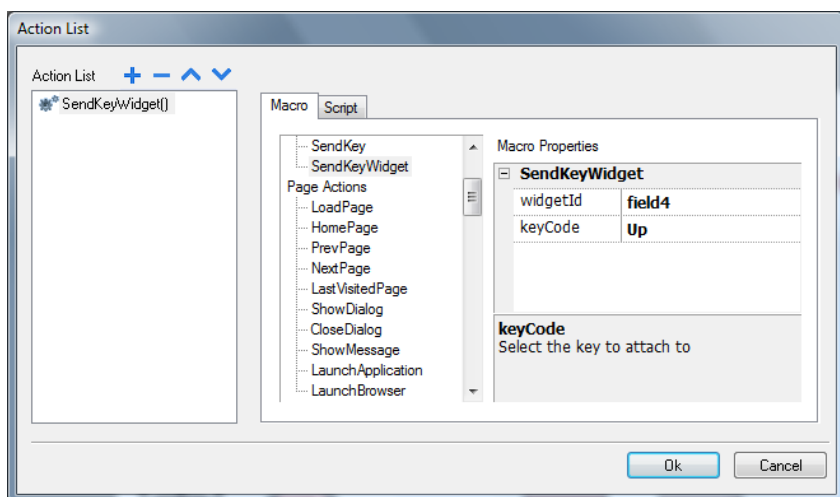 Action List
Action List
SendKeyWidget()
Macro
Script
SendKey
SendKeyWidget
Page Actions
LoadPage
HomePage
PrevPage
NextPage
LastVisitedPage
ShowDialog
CloseDialog
ShowMessage
LaunchApplication
LaunchBrowser
Macro Properties
SendKeyWidget
widgetId field4
keyCode Up
keyCode
Select the key to attach to
Ok
Cancel